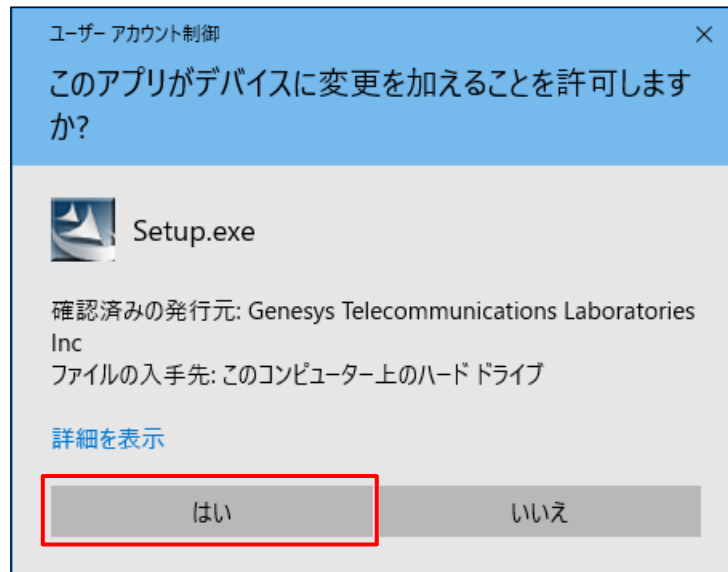 ユーザー アカウント制御
このアプリがデバイスに変更を加えることを許可します
か?
Setup.exe
確認済みの発行元: Genesys Telecommunications Laboratories
Inc
ファイルの入手先: このコンピューター上のハード ドライブ
詳細を表示
はい
いいえ